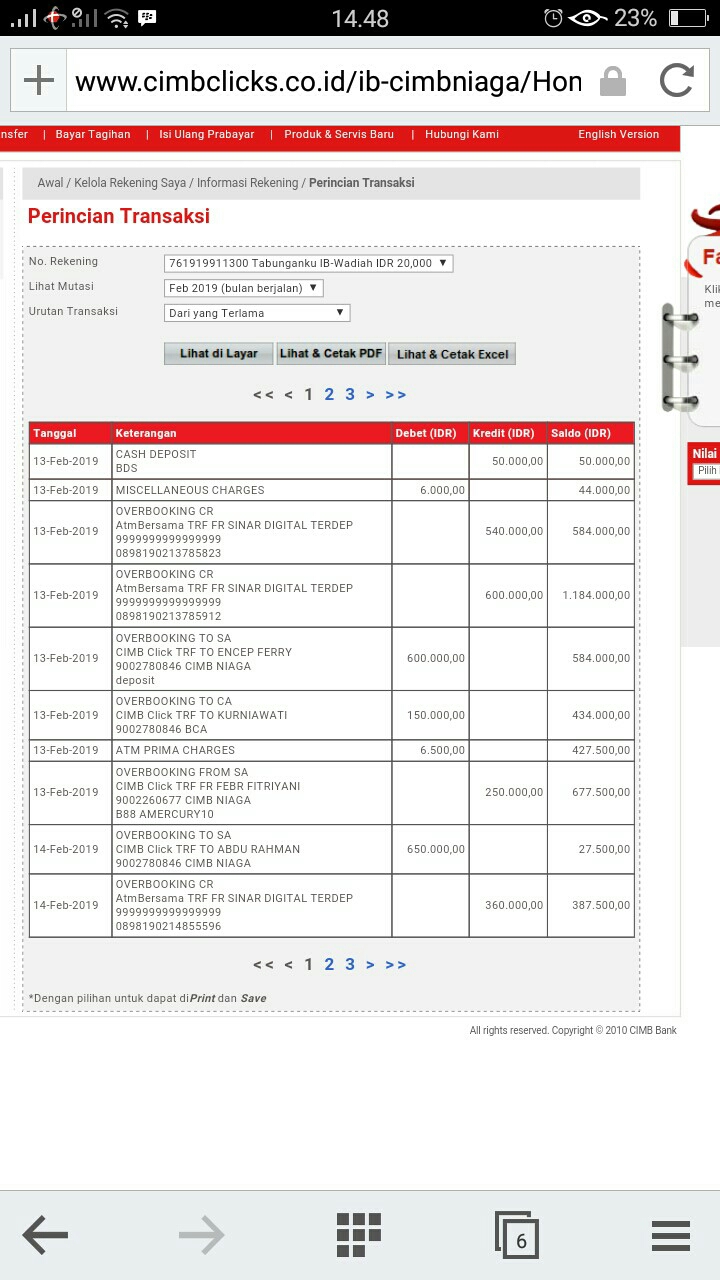 14.48
23%
www.cimbclicks.co.id/ib-cimbniaga/Hon
nsfer | Bayar Tagihan | Isi Ulang Prabayar | Produk & Servis Baru | Hubungi Kami English Version
Awal / Kelola Rekening Saya / Informasi Rekening / Perincian Transaksi
Perincian Transaksi
No. Rekening 761919911300 Tabunganku IB-Wadiah IDR 20,000
Lihat Mutasi Feb 2019 (bulan berjalan)
Urutan Transaksi Dari yang Terlama
Lihat di Layar Lihat & Cetak PDF Lihat & Cetak Excel
<< < 1 2 3 > >>
Tanggal Keterangan Debet (IDR) Kredit (IDR) Saldo (IDR)
13-Feb-2019 CASH DEPOSIT
BDS 50.000,00 50.000,00
13-Feb-2019 MISCELLANEOUS CHARGES 6.000,00 44.000,00
13-Feb-2019 OVERBOOKING CR
AtmBersama TRF FR SINAR DIGITAL TERDEP
9999999999999999
0898190213785823 540.000,00 584.000,00
13-Feb-2019 OVERBOOKING CR
AtmBersama TRF FR SINAR DIGITAL TERDEP
9999999999999999
0898190213785912 600.000,00 1.184.000,00
13-Feb-2019 OVERBOOKING TO SA
CIMB Click TRF TO ENCEP FERRY
9002780846 CIMB NIAGA
deposit 600.000,00 584.000,00
13-Feb-2019 OVERBOOKING TO CA
CIMB Click TRF TO KURNIAWATI
9002780846 BCA 150.000,00 434.000,00
13-Feb-2019 ATM PRIMA CHARGES 6.500,00 427.500,00
13-Feb-2019 OVERBOOKING FROM SA
CIMB Click TRF FR FEBR FITRIYANI
9002260677 CIMB NIAGA
B88 AMERCURY10 250.000,00 677.500,00
14-Feb-2019 OVERBOOKING TO SA
CIMB Click TRF TO ABDU RAHMAN
9002780846 CIMB NIAGA 650.000,00 27.500,00
14-Feb-2019 OVERBOOKING CR
AtmBersama TRF FR SINAR DIGITAL TERDEP
9999999999999999
0898190214855596 360.000,00 387.500,00
<< < 1 2 3 > >>
*Dengan pilihan untuk dapat diPrint dan Save
All rights reserved. Copyright © 2010 CIMB Bank
Fa
Klik
me
Nilai
Pilih
6